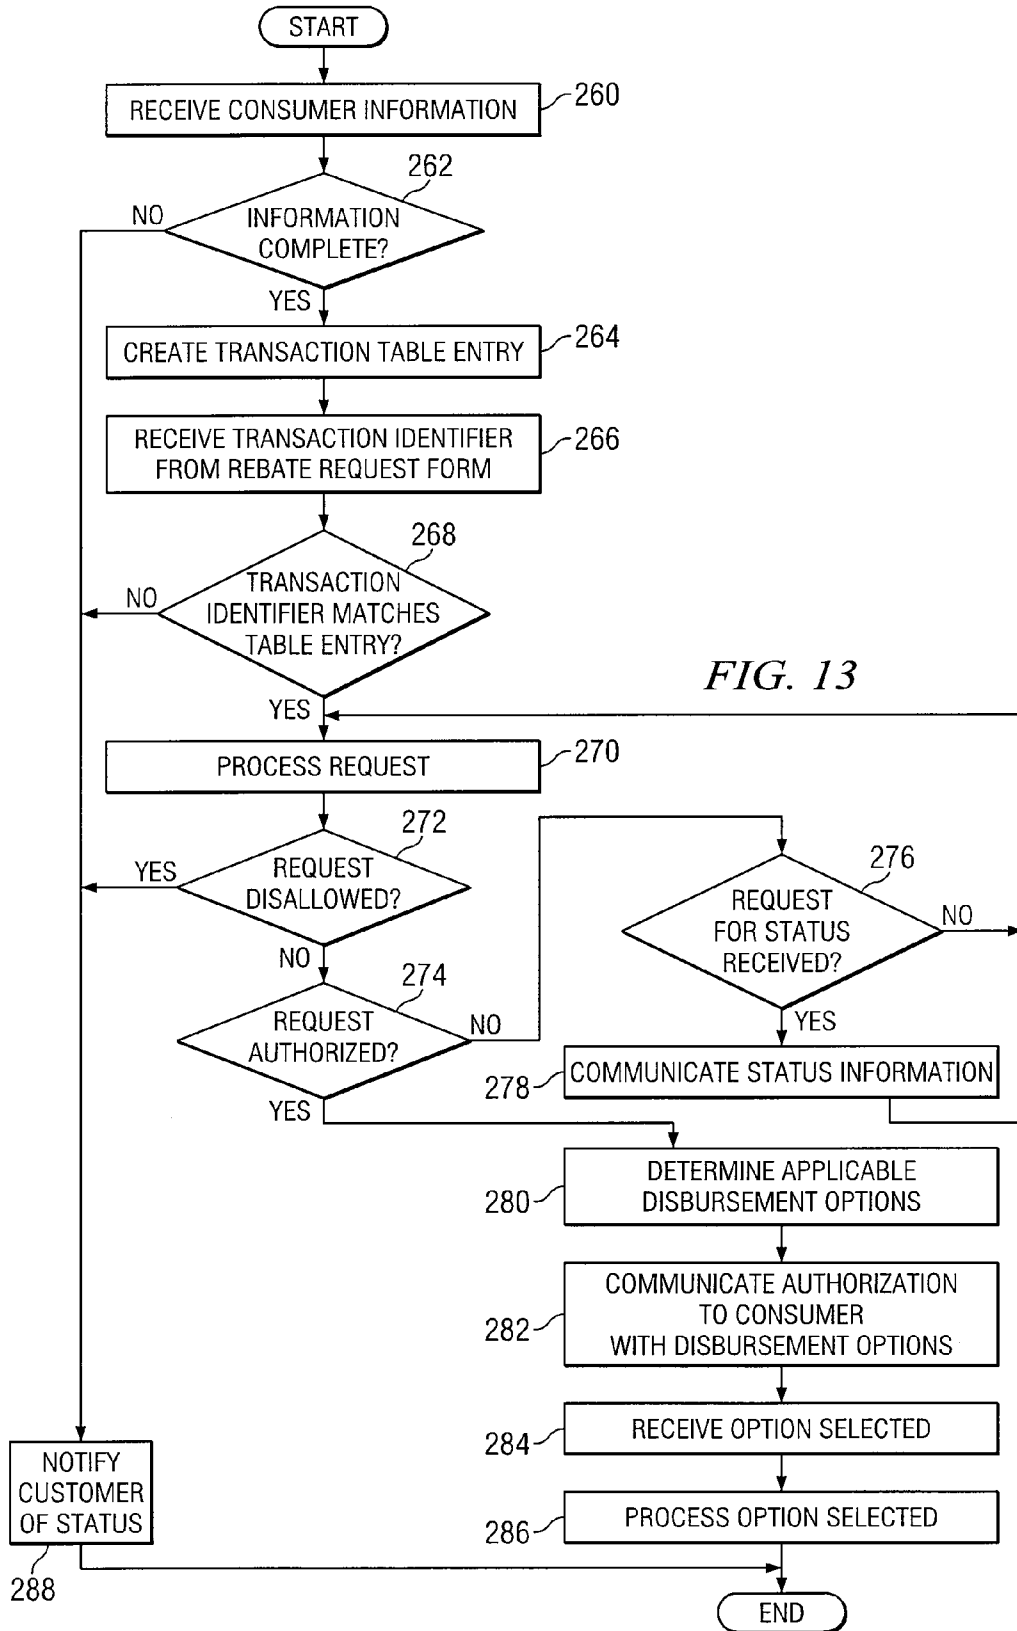 START
RECEIVE CONSUMER INFORMATION
260
262
NO
INFORMATION
COMPLETE?
YES
CREATE TRANSACTION TABLE ENTRY
264
RECEIVE TRANSACTION IDENTIFIER
FROM REBATE REQUEST FORM
266
268
NO
TRANSACTION
IDENTIFIER MATCHES
TABLE ENTRY?
FIG. 13
YES
PROCESS REQUEST
270
272
YES
REQUEST
DISALLOWED?
NO
274
REQUEST
AUTHORIZED?
NO
YES
276
REQUEST
FOR STATUS
RECEIVED?
NO
YES
278
COMMUNICATE STATUS INFORMATION
280
DETERMINE APPLICABLE
DISBURSEMENT OPTIONS
282
COMMUNICATE AUTHORIZATION
TO CONSUMER
WITH DISBURSEMENT OPTIONS
284
RECEIVE OPTION SELECTED
286
PROCESS OPTION SELECTED
NOTIFY
CUSTOMER
OF STATUS
288
END